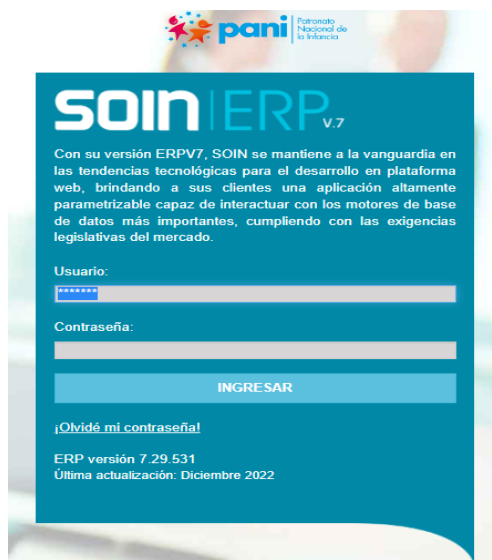 pani Patronato
Nacional de
la Infancia
SOIN ERP V.7
Con su versión ERPV7, SOIN se mantiene a la vanguardia en
las tendencias tecnológicas para el desarrollo en plataforma
web, brindando a sus clientes una aplicación altamente
parametrizable capaz de interactuar con los motores de base
de datos más importantes, cumpliendo con las exigencias
legislativas del mercado.
Usuario:
*******
Contraseña:
INGRESAR
¡Olvidé mi contraseña!
ERP versión 7.29.531
Última actualización: Diciembre 2022